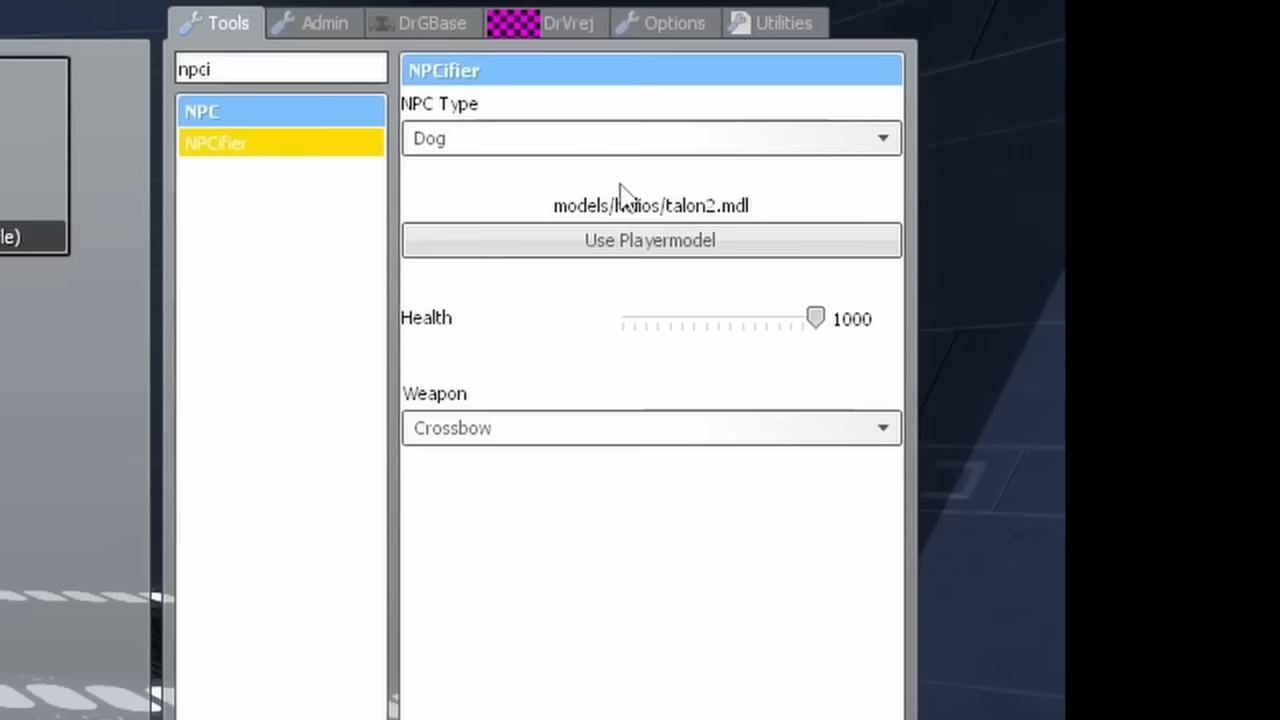 Tools Admin DrGBase DrVrej Options Utilities
npci
NPC
NPCifier
le)
NPCifier
NPC Type
Dog
models/helios/talon2.mdl
Use Playermodel
Health 1000
Weapon
Crossbow